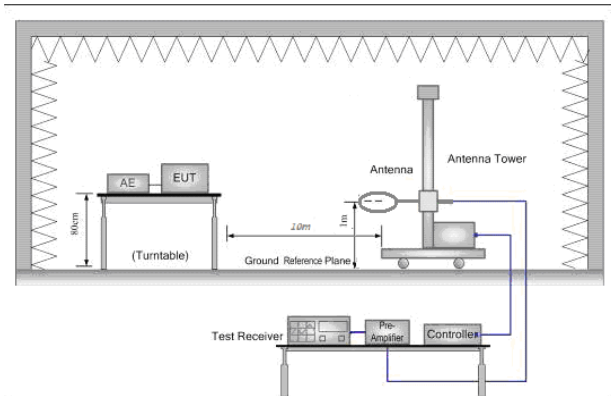 Antenna Tower
Antenna
AE
EUT
80cm
(Turntable)
10m
1m
Ground Reference Plane
Test Receiver
Pre-
Amplifier
Controller